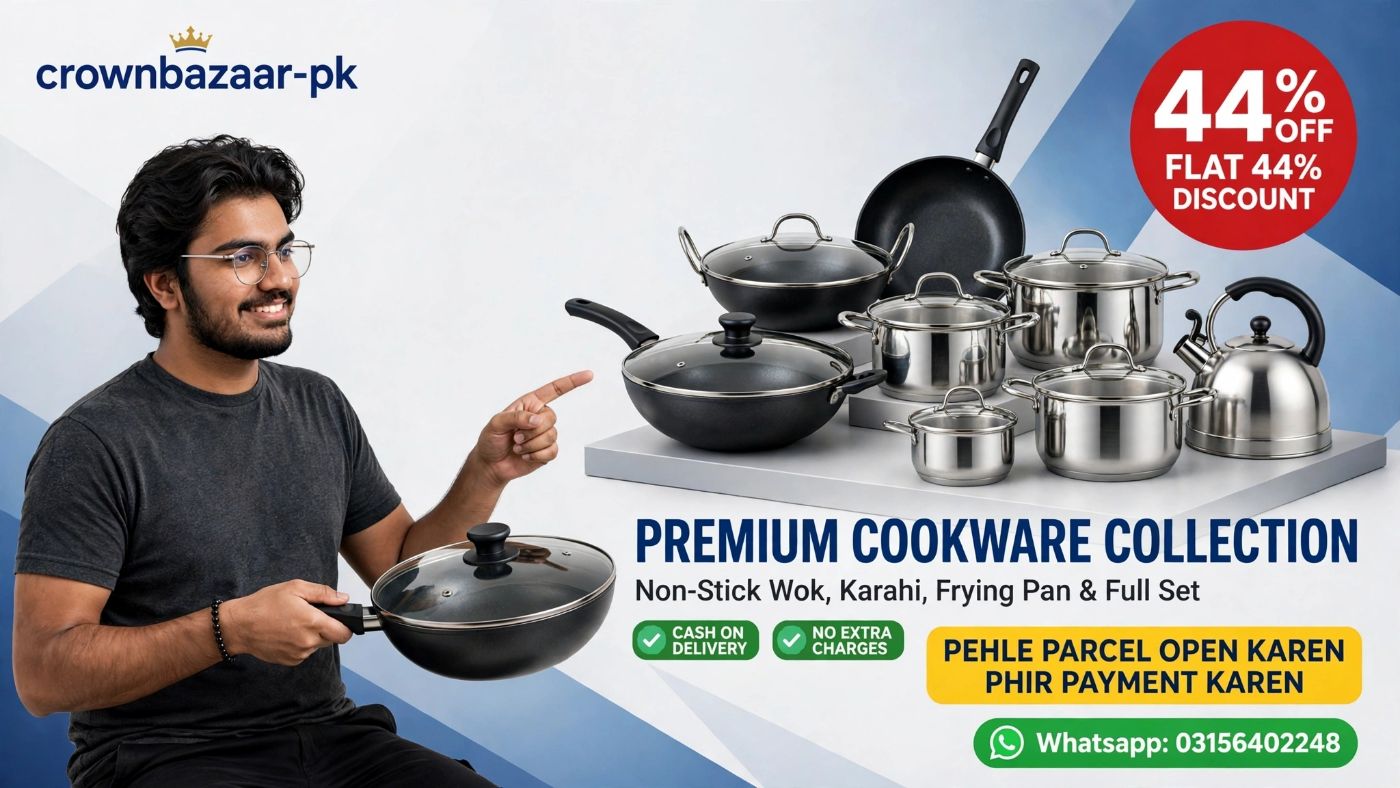 crownbazaar-pk
44% OFF
FLAT 44%
DISCOUNT
PREMIUM COOKWARE COLLECTION
Non-Stick Wok, Karahi, Frying Pan & Full Set
CASH ON
DELIVERY
NO EXTRA
CHARGES
PEHLE PARCEL OPEN KAREN
PHIR PAYMENT KAREN
Whatsapp: 03156402248